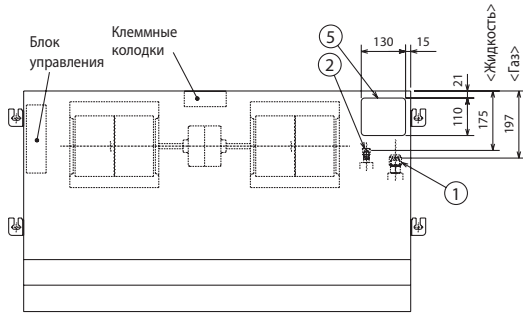 Блок
управления
Клеммные
колодки
5
2
130
15
21
110
175
<Жидкость>
197
<Газ>
1